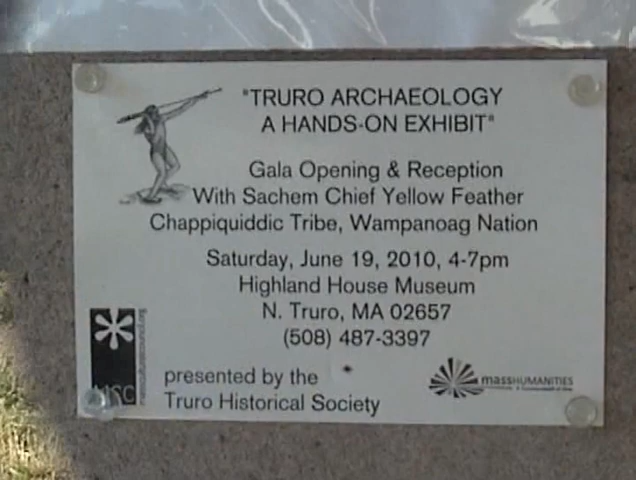 "TRURO ARCHAEOLOGY
A HANDS-ON EXHIBIT"
Gala Opening & Reception
With Sachem Chief Yellow Feather
Chappiquiddic Tribe, Wampanoag Nation
Saturday, June 19, 2010, 4-7pm
Highland House Museum
N. Truro, MA 02657
(508) 487-3397
MSC
presented by the
Truro Historical Society
massHUMANITIES